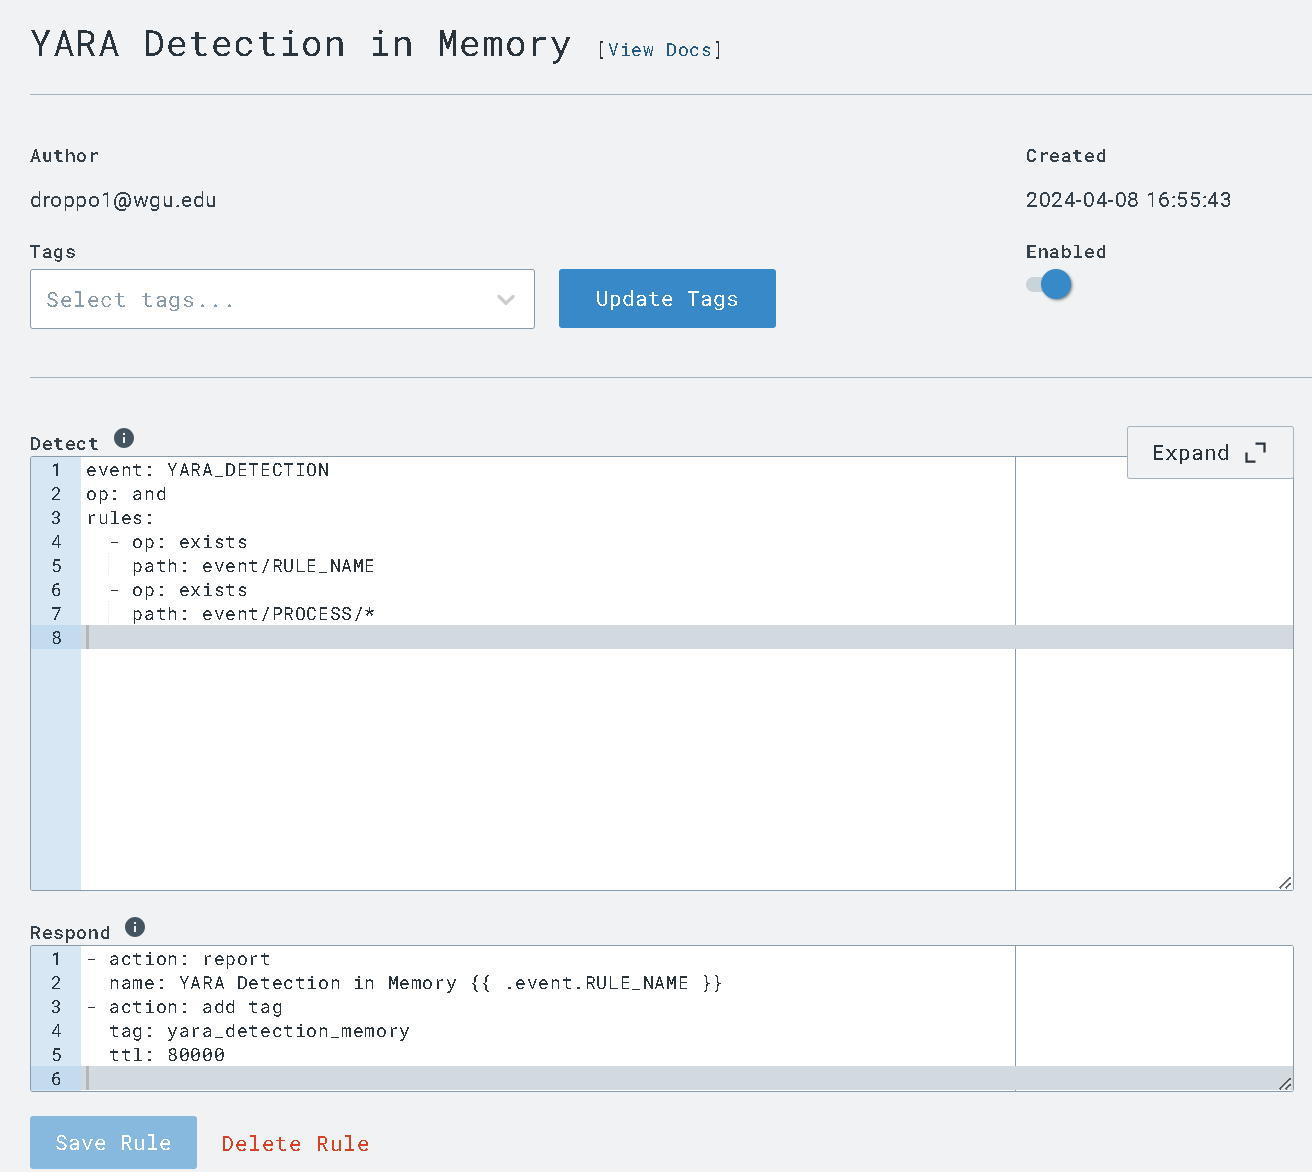 YARA Detection in Memory [View Docs]
Author
Created
droppo1@wgu.edu
2024-04-08 16:55:43
Tags
Enabled
Select tags...
Update Tags
Detect
Expand
1 event: YARA_DETECTION
2 op: and
3 rules:
4 - op: exists
5 path: event/RULE_NAME
6 - op: exists
7 path: event/PROCESS/*
8
Respond
1 - action: report
2 name: YARA Detection in Memory {{ .event.RULE_NAME }}
3 - action: add tag
4 tag: yara_detection_memory
5 ttl: 80000
6
Save Rule
Delete Rule